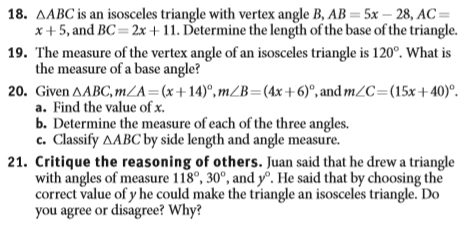 18. △ABC is an isosceles triangle with vertex angle B, AB = 5x – 28, AC =
x + 5, and BC = 2x + 11. Determine the length of the base of the triangle.
19. The measure of the vertex angle of an isosceles triangle is 120°. What is
the measure of a base angle?
20. Given △ABC, m∠A = (x + 14)°, m∠B = (4x + 6)°, and m∠C = (15x + 40)°.
a. Find the value of x.
b. Determine the measure of each of the three angles.
c. Classify △ABC by side length and angle measure.
21. Critique the reasoning of others. Juan said that he drew a triangle
with angles of measure 118°, 30°, and y°. He said that by choosing the
correct value of y he could make the triangle an isosceles triangle. Do
you agree or disagree? Why?